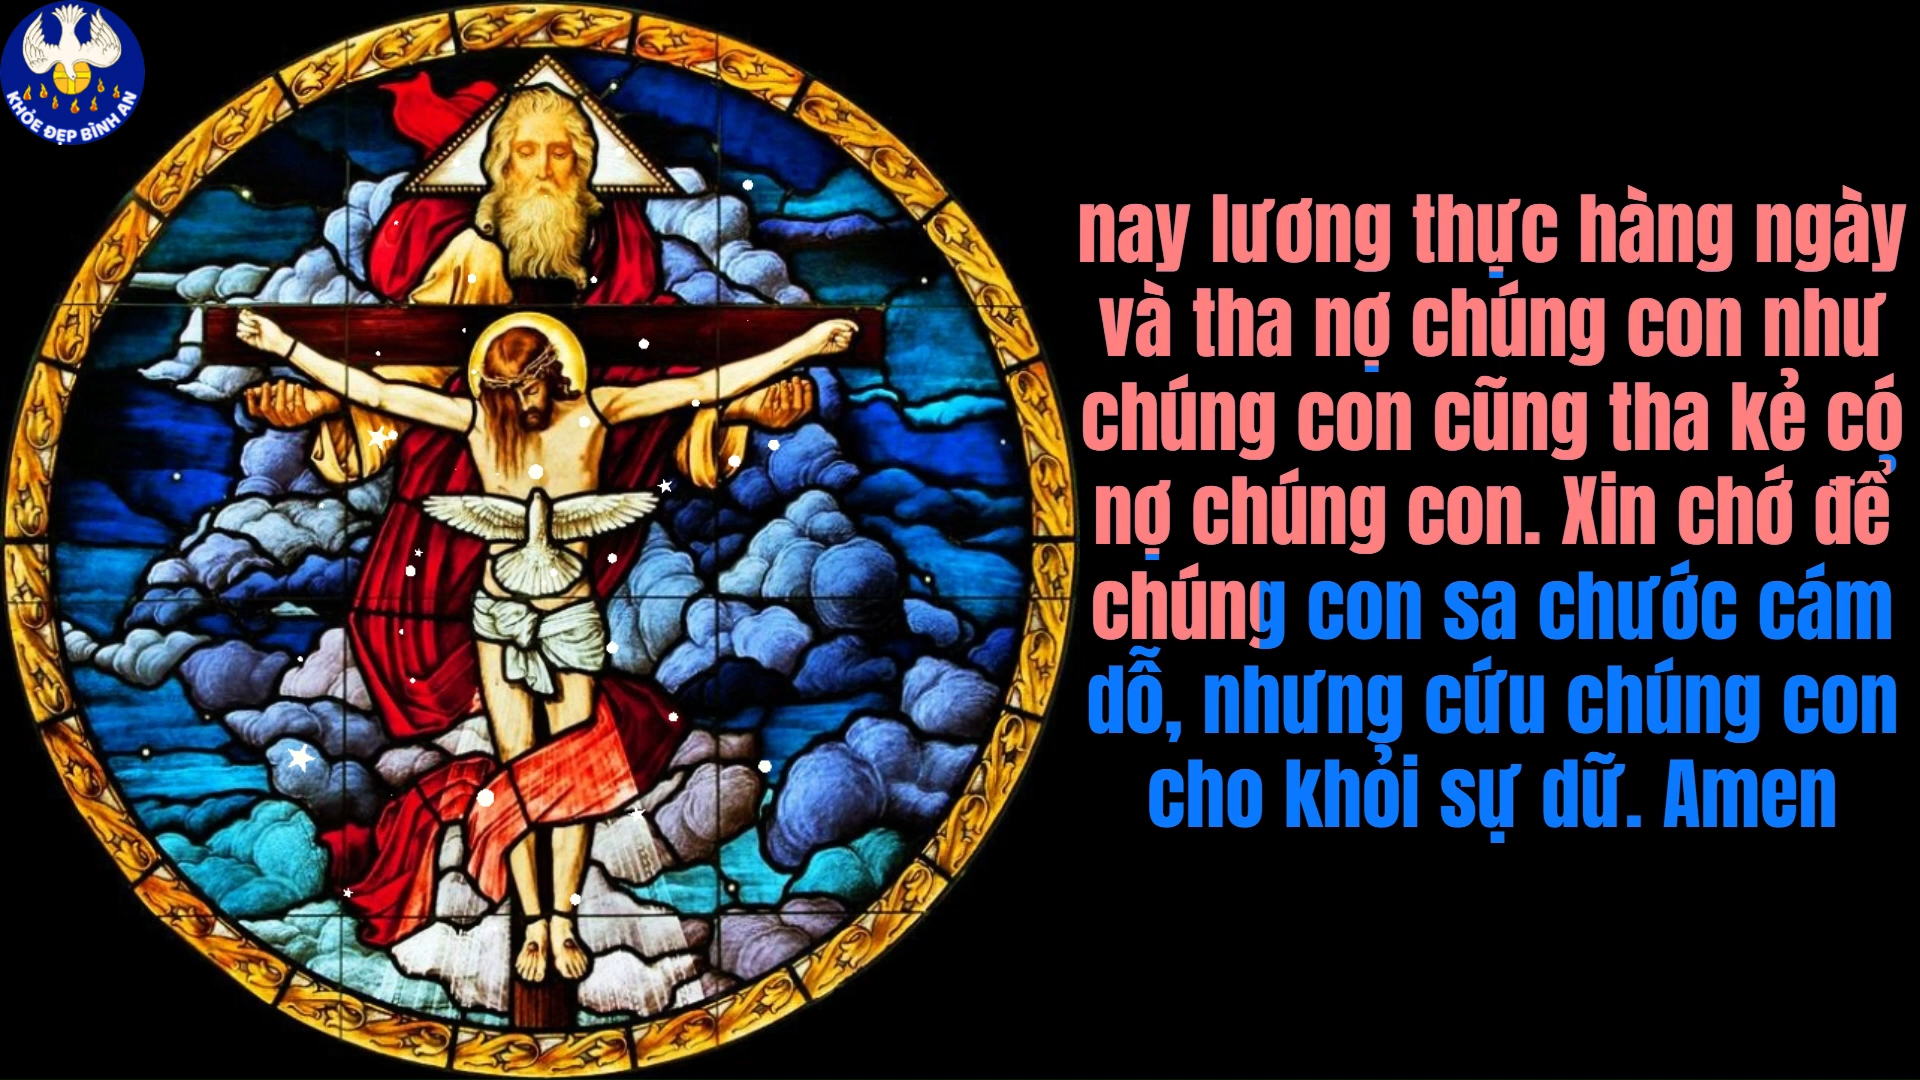 KHỎE ĐẸP BÌNH AN
nay lương thực hàng ngày
và tha nợ chúng con như
chúng con cũng tha kẻ có
nợ chúng con. Xin chớ để
chúng con sa chước cám
dỗ, nhưng cứu chúng con
cho khỏi sự dữ. Amen